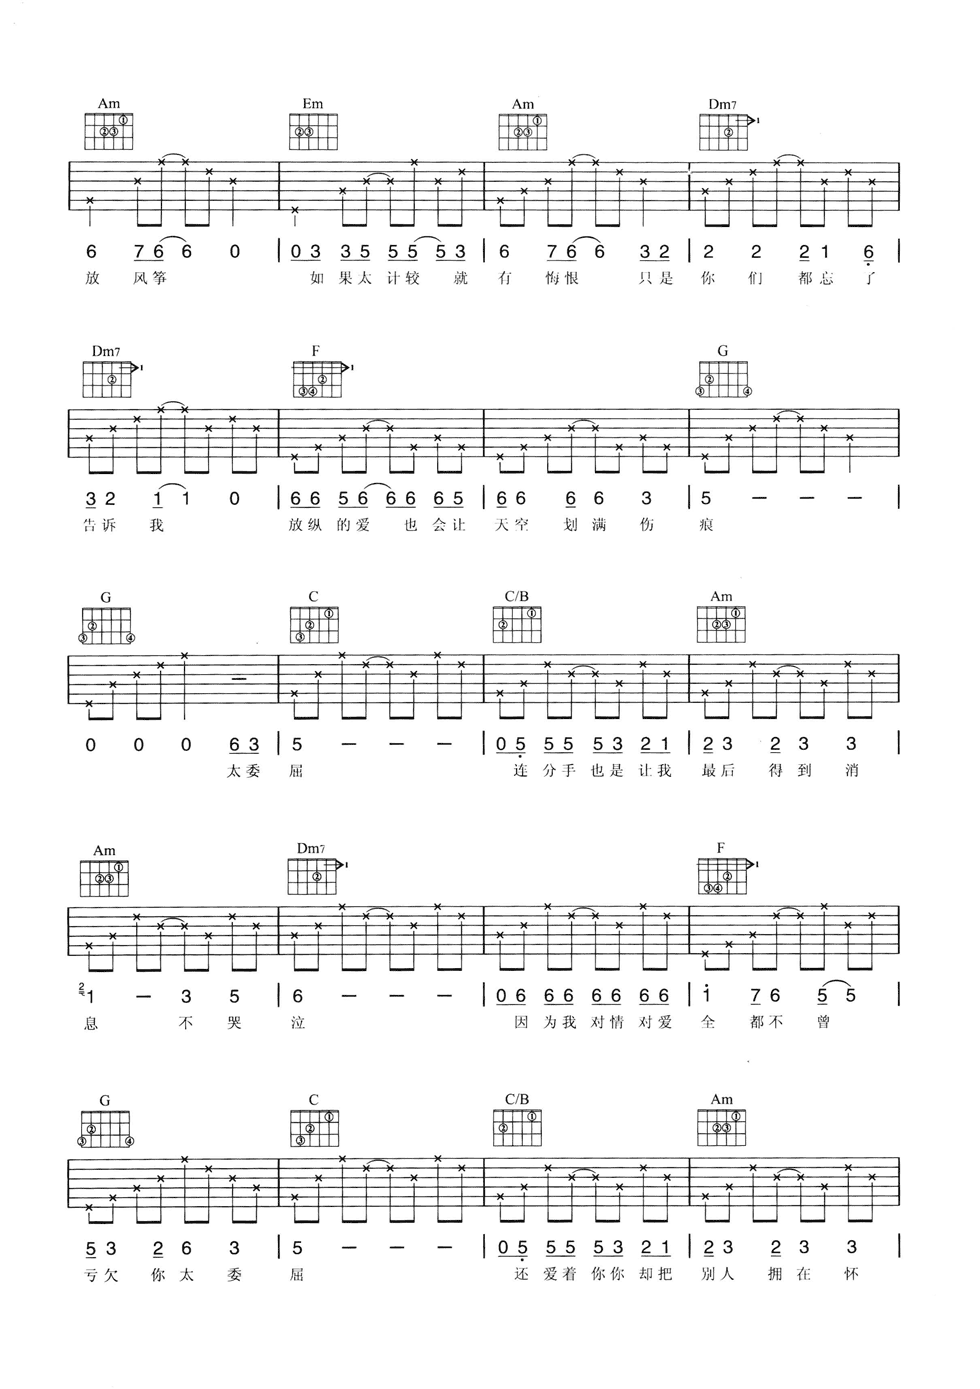 Am Em Am Dm7
6 7 6 6 0 | 0 3 3 5 5 5 5 3 | 6 7 6 6 3 2 | 2 2 2 1 6 |
放 风筝 如 果太 计较 就 有 悔恨 只是 你 们 都忘 了
Dm7 F G
3 2 1 1 0 | 6 6 5 6 6 6 6 5 | 6 6 6 6 3 | 5 — — — |
告诉 我 放纵 的爱 也 会让 天空 划满 伤 痕
G C C/B Am
0 0 0 6 3 | 5 — — — | 0 5 5 5 5 3 2 1 | 2 3 2 3 3 |
太委 屈 连 分手 也是 让我 最后 得到 消
Am Dm7 F
2 1 — 3 5 | 6 — — — | 0 6 6 6 6 6 6 6 | 1 7 6 5 5 |
息 不 哭 泣 因 为我 对情 对爱 全 都不 曾
G C C/B Am
5 3 2 6 3 | 5 — — — | 0 5 5 5 5 3 2 1 | 2 3 2 3 3 |
亏欠 你太 委 屈 还 爱着 你你 却把 别人 拥在 怀